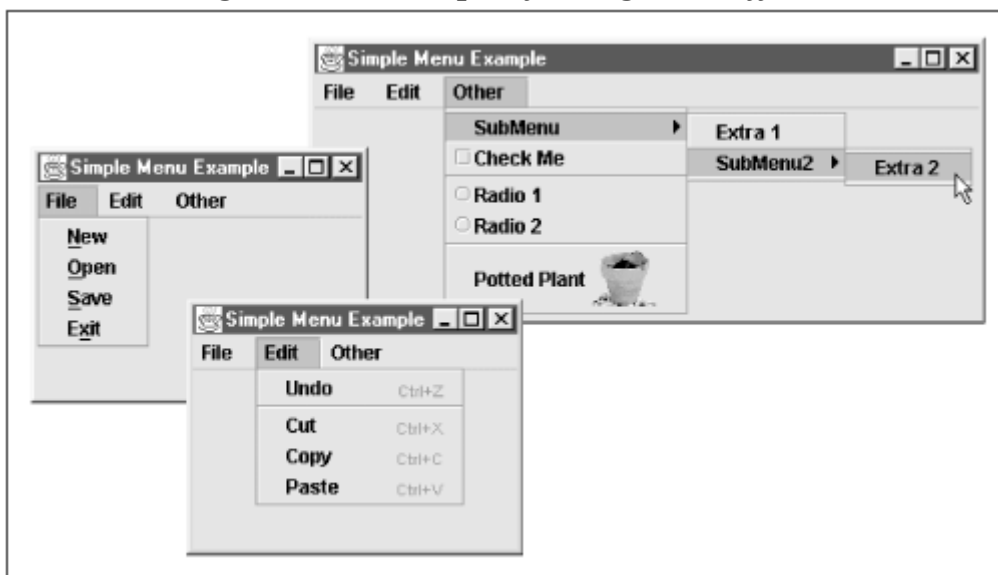 Simple Menu Example
File Edit Other
SubMenu
Check Me
Radio 1
Radio 2
Potted Plant
Extra 1
SubMenu2
Extra 2
Simple Menu Example
File Edit Other
New
Open
Save
Exit
Simple Menu Example
File Edit Other
Undo Ctrl+Z
Cut Ctrl+X
Copy Ctrl+C
Paste Ctrl+V